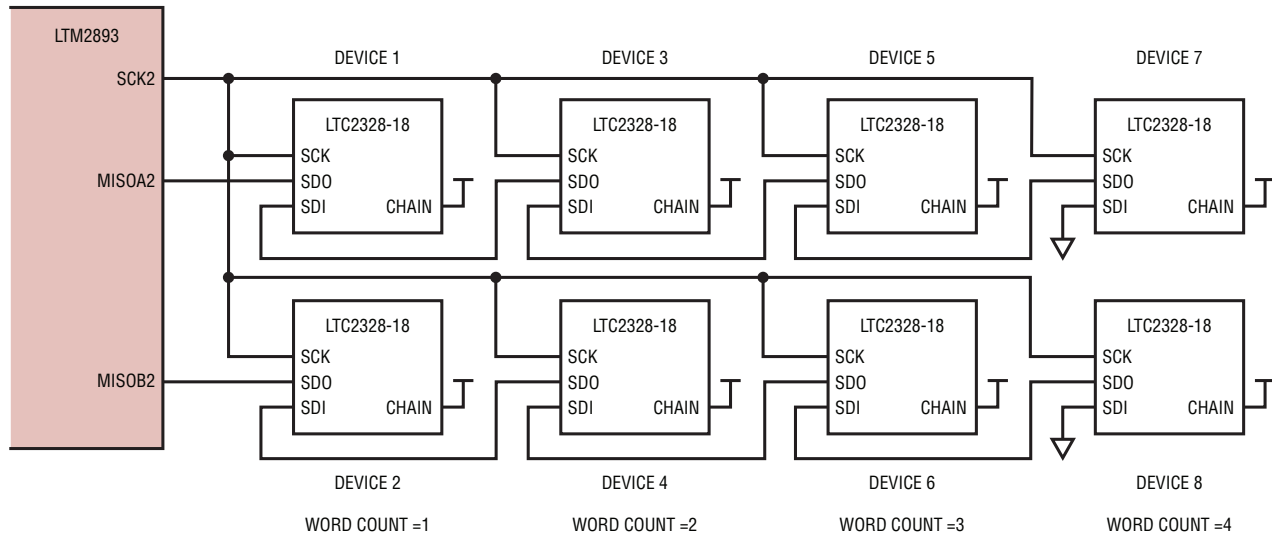 LTM2893
SCK2
MISOA2
MISOB2
DEVICE 1
LTC2328-18
SCK
SDO
SDI
CHAIN
DEVICE 3
LTC2328-18
SCK
SDO
SDI
CHAIN
DEVICE 5
LTC2328-18
SCK
SDO
SDI
CHAIN
DEVICE 7
LTC2328-18
SCK
SDO
SDI
CHAIN
LTC2328-18
SCK
SDO
SDI
CHAIN
DEVICE 2
WORD COUNT =1
LTC2328-18
SCK
SDO
SDI
CHAIN
DEVICE 4
WORD COUNT =2
LTC2328-18
SCK
SDO
SDI
CHAIN
DEVICE 6
WORD COUNT =3
LTC2328-18
SCK
SDO
SDI
CHAIN
DEVICE 8
WORD COUNT =4